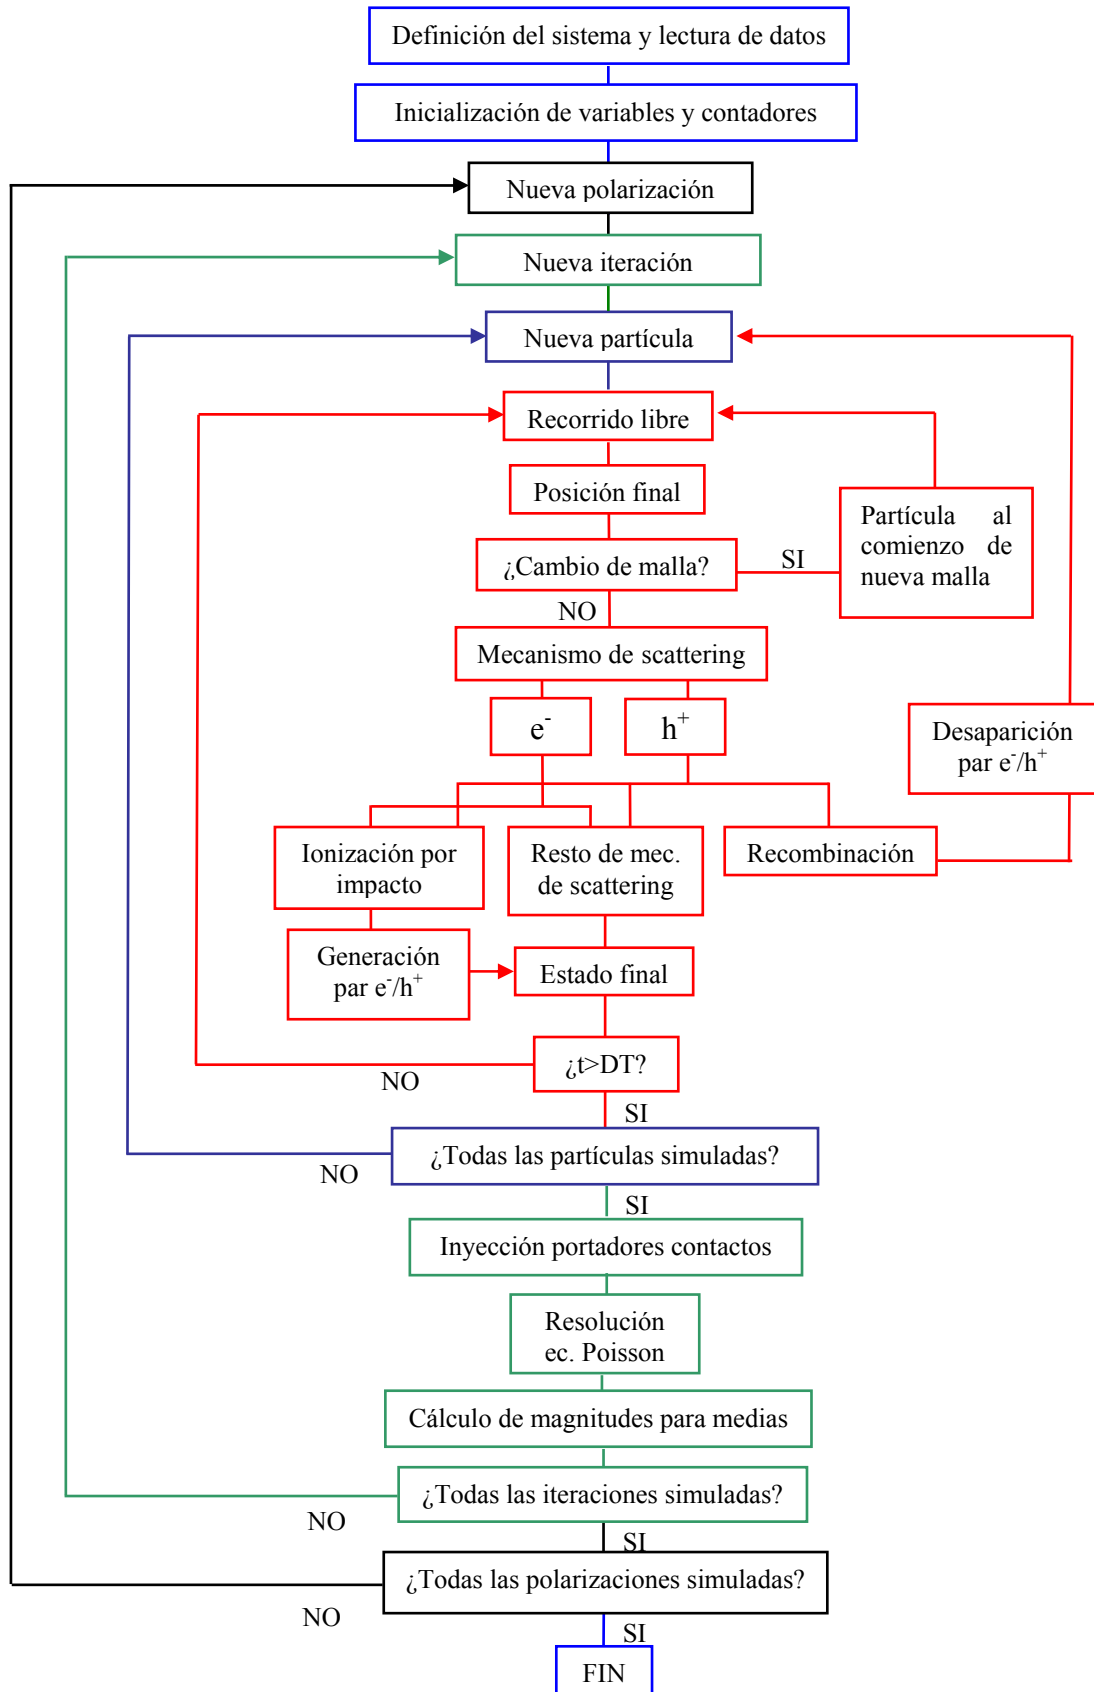 Definición del sistema y lectura de datos
Inicialización de variables y contadores
Nueva polarización
Nueva iteración
Nueva partícula
Recorrido libre
Posición final
Partícula al
comienzo de
nueva malla
¿Cambio de malla?
SI
NO
Mecanismo de scattering
e-
h+
Desaparición
par e-/h+
Ionización por
impacto
Resto de mec.
de scattering
Recombinación
Generación
par e-/h+
Estado final
¿t>DT?
NO
SI
¿Todas las partículas simuladas?
NO
SI
Inyección portadores contactos
Resolución
ec. Poisson
Cálculo de magnitudes para medias
¿Todas las iteraciones simuladas?
NO
SI
¿Todas las polarizaciones simuladas?
NO
SI
FIN